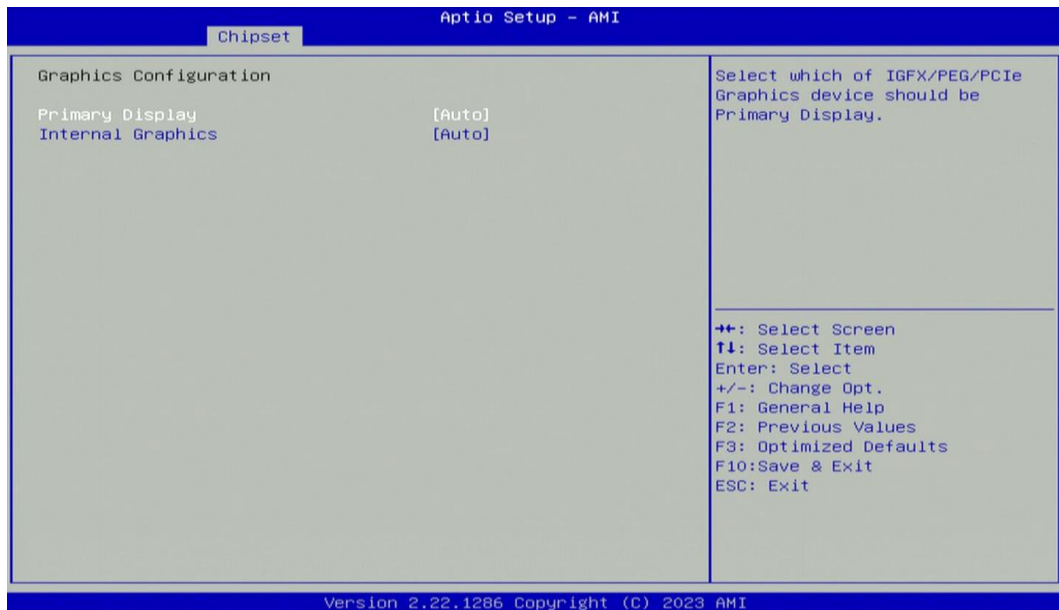 Aptio Setup – AMI
Chipset
Graphics Configuration
Primary Display [Auto]
Internal Graphics [Auto]
Select which of IGFX/PEG/PCIe
Graphics device should be
Primary Display.
→←: Select Screen
↑↓: Select Item
Enter: Select
+/-: Change Opt.
F1: General Help
F2: Previous Values
F3: Optimized Defaults
F10:Save & Exit
ESC: Exit
Version 2.22.1286 Copyright (C) 2023 AMI